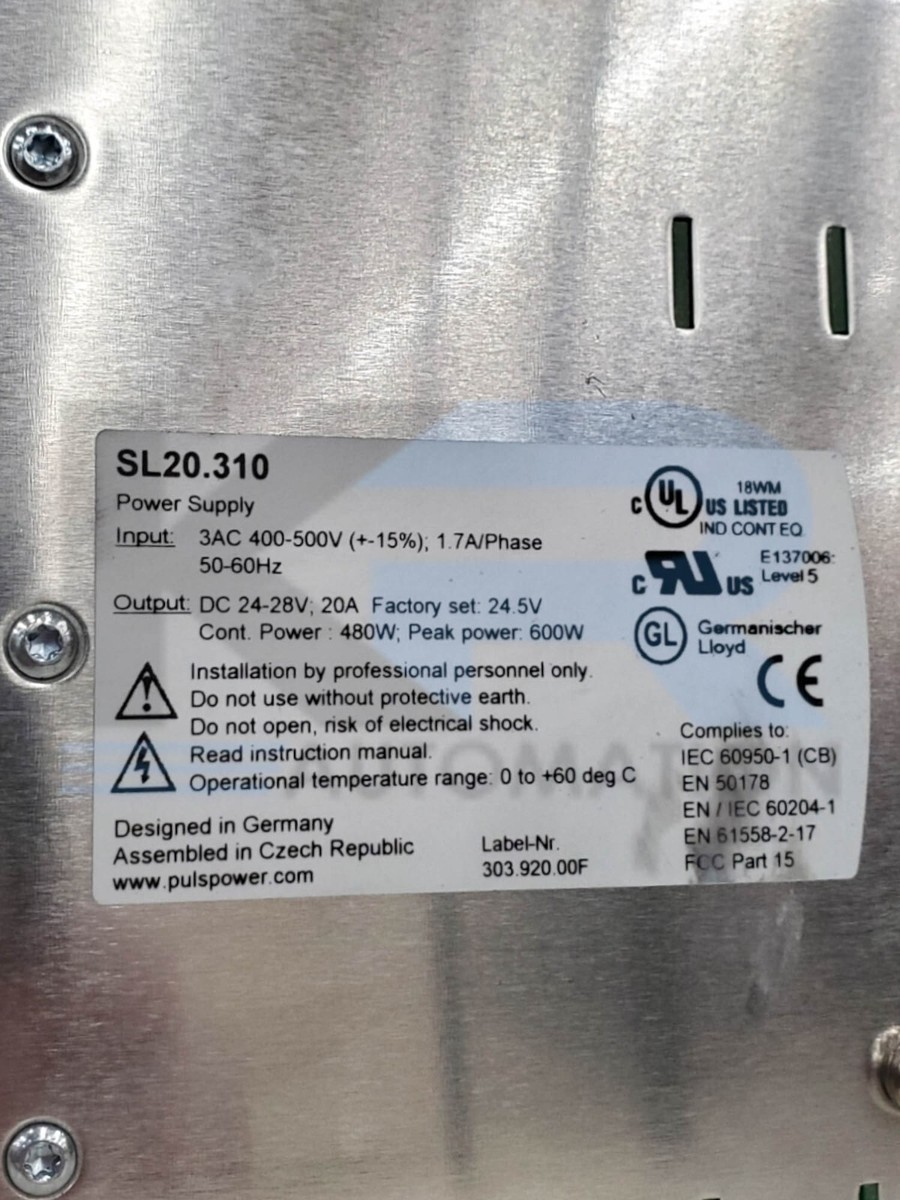 SL20.310
Power Supply
Input: 3AC 400-500V (+-15%); 1.7A/Phase
50-60Hz
Output: DC 24-28V; 20A Factory set: 24.5V
Cont. Power : 480W; Peak power: 600W
Installation by professional personnel only.
Do not use without protective earth.
Do not open, risk of electrical shock.
Read instruction manual.
Operational temperature range: 0 to +60 deg C
Designed in Germany
Assembled in Czech Republic
www.pulspower.com
Label-Nr.
303.920.00F
C UL US LISTED
18WM
IND CONT EQ
C RU US
E137006:
Level 5
GL Germanischer
Lloyd
CE
Complies to:
IEC 60950-1 (CB)
EN 50178
EN / IEC 60204-1
EN 61558-2-17
FCC Part 15
AUTOMATION